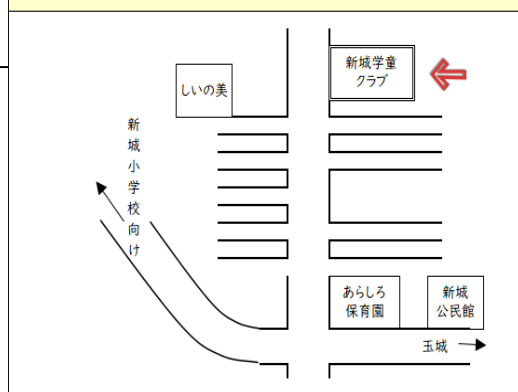 新城学童
クラブ
しいの美
新城小学校向け
あらしろ
保育園
新城
公民館
玉城